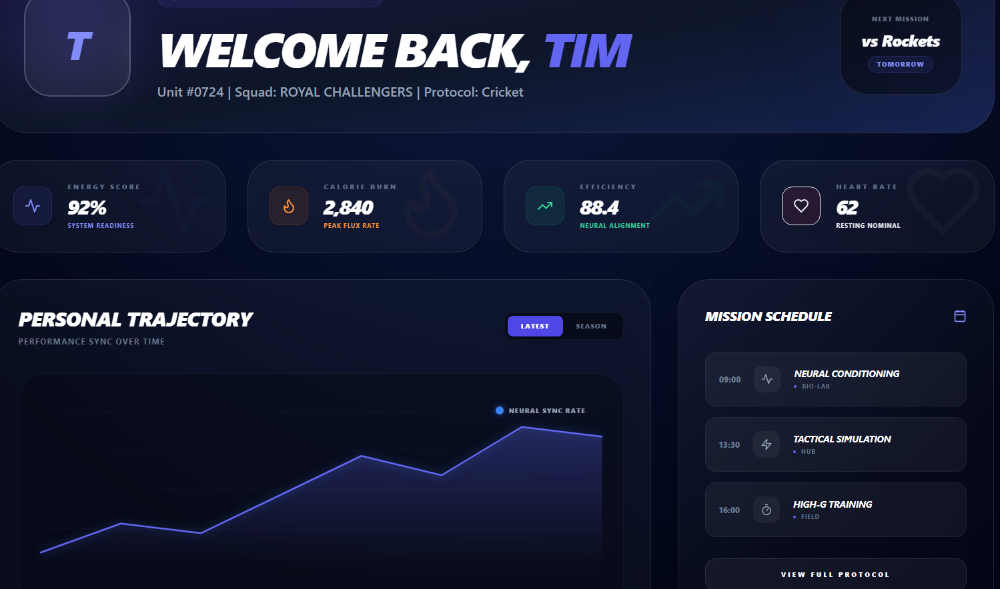 T
WELCOME BACK, TIM
Unit #0724 | Squad: ROYAL CHALLENGERS | Protocol: Cricket
NEXT MISSION
vs Rockets
TOMORROW
ENERGY SCORE
92%
SYSTEM READINESS
CALORIE BURN
2,840
PEAK FLUX RATE
EFFICIENCY
88.4
NEURAL ALIGNMENT
HEART RATE
62
RESTING NOMINAL
PERSONAL TRAJECTORY
PERFORMANCE SYNC OVER TIME
LATEST
SEASON
NEURAL SYNC RATE
MISSION SCHEDULE
09:00
NEURAL CONDITIONING
BIO-LAB
13:30
TACTICAL SIMULATION
HUB
16:00
HIGH-G TRAINING
FIELD
VIEW FULL PROTOCOL